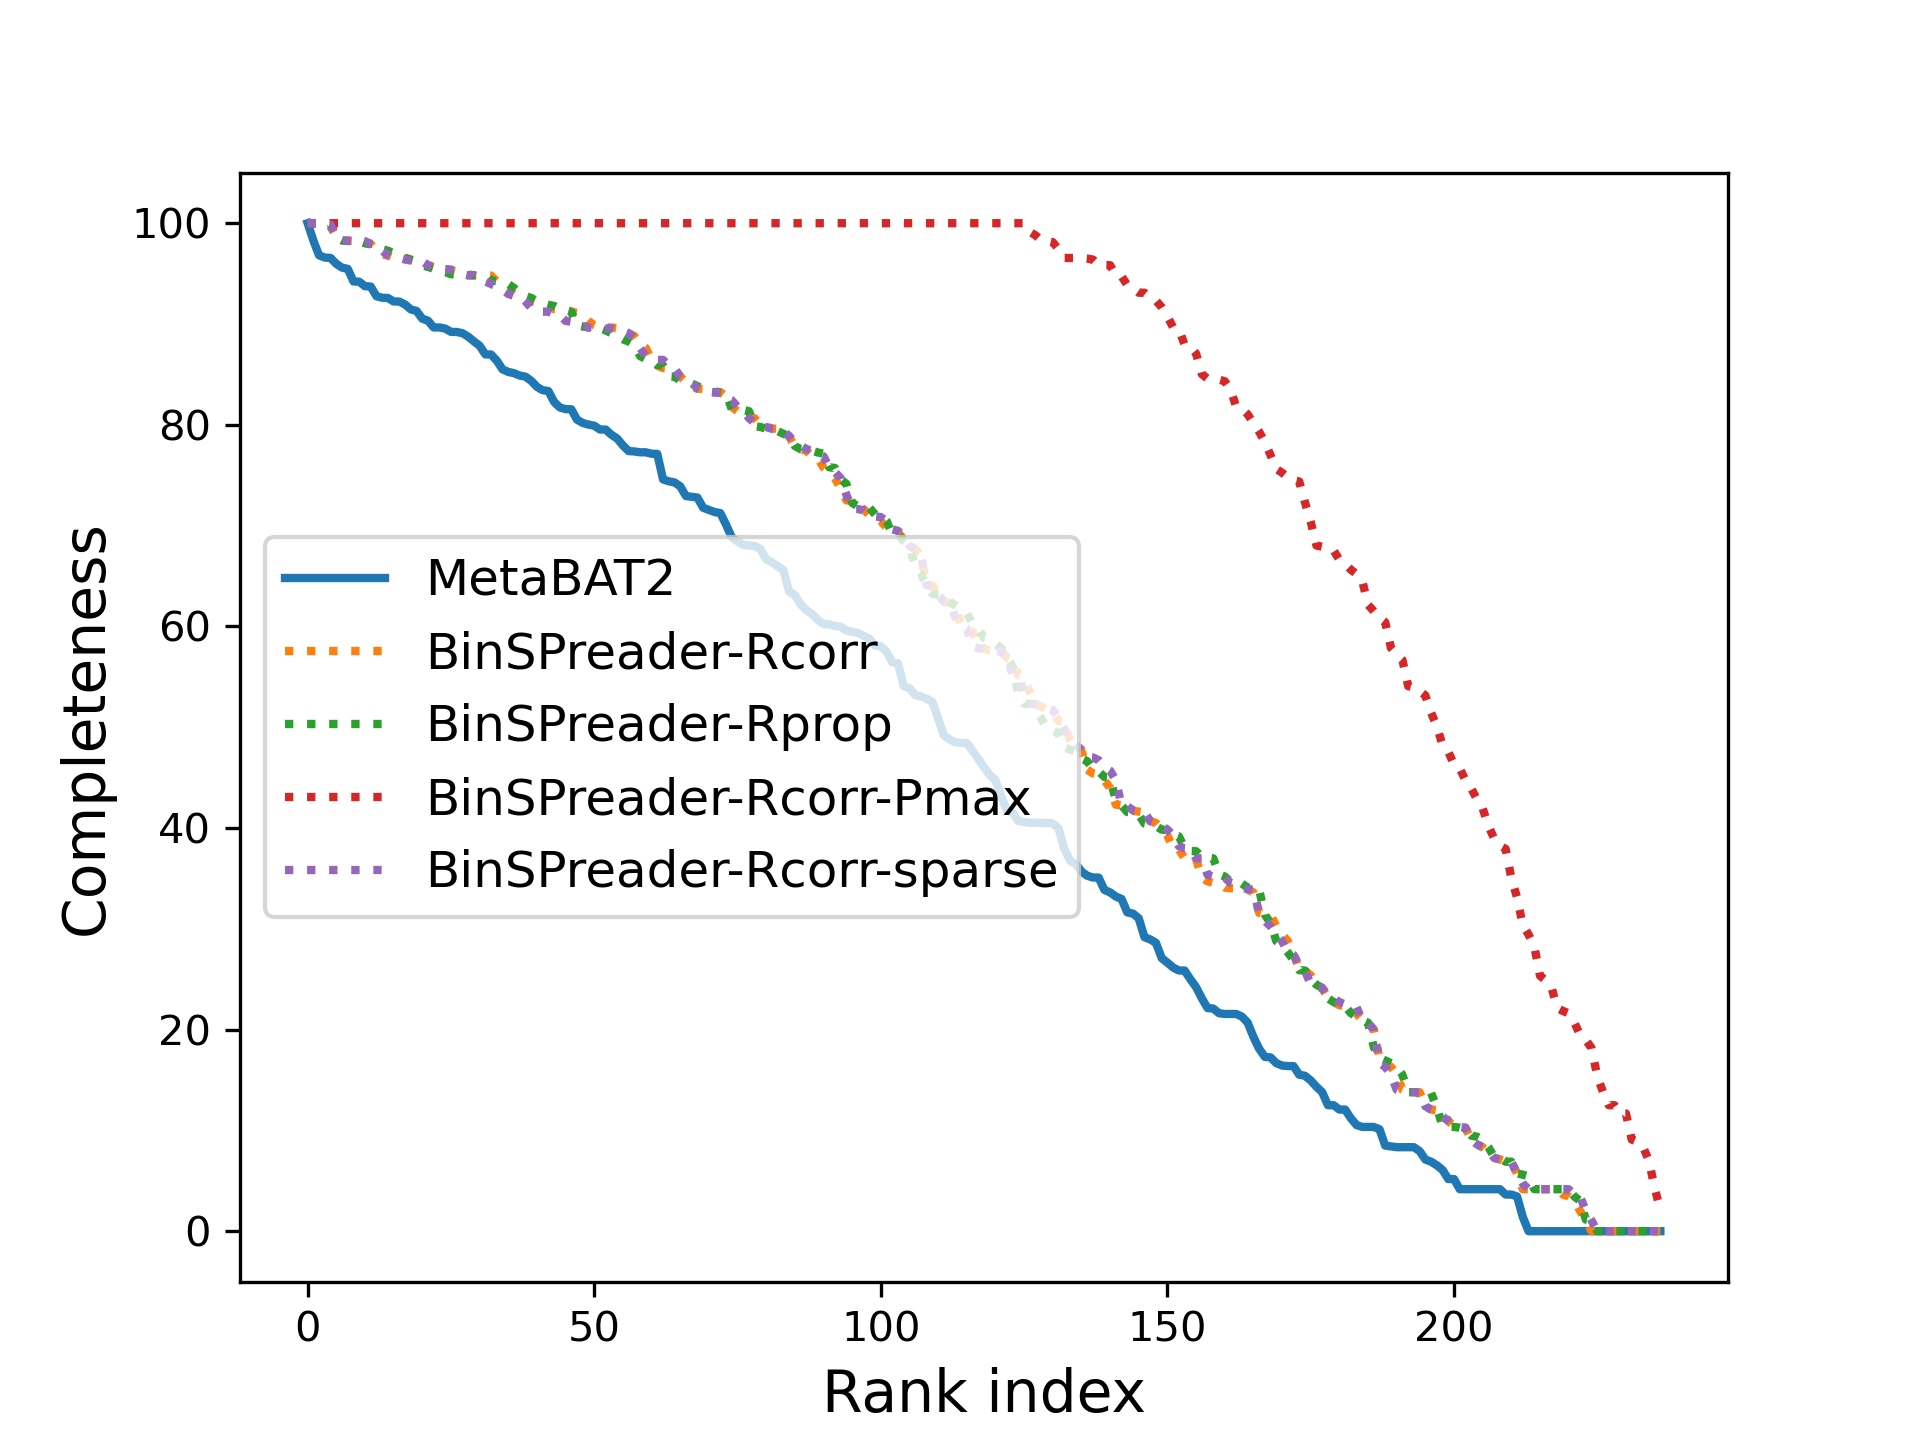 100
80
60
40
20
0
Completeness
MetaBAT2
BinSPreader-Rcorr
BinSPreader-Rprop
BinSPreader-Rcorr-Pmax
BinSPreader-Rcorr-sparse
0 50 100 150 200
Rank index